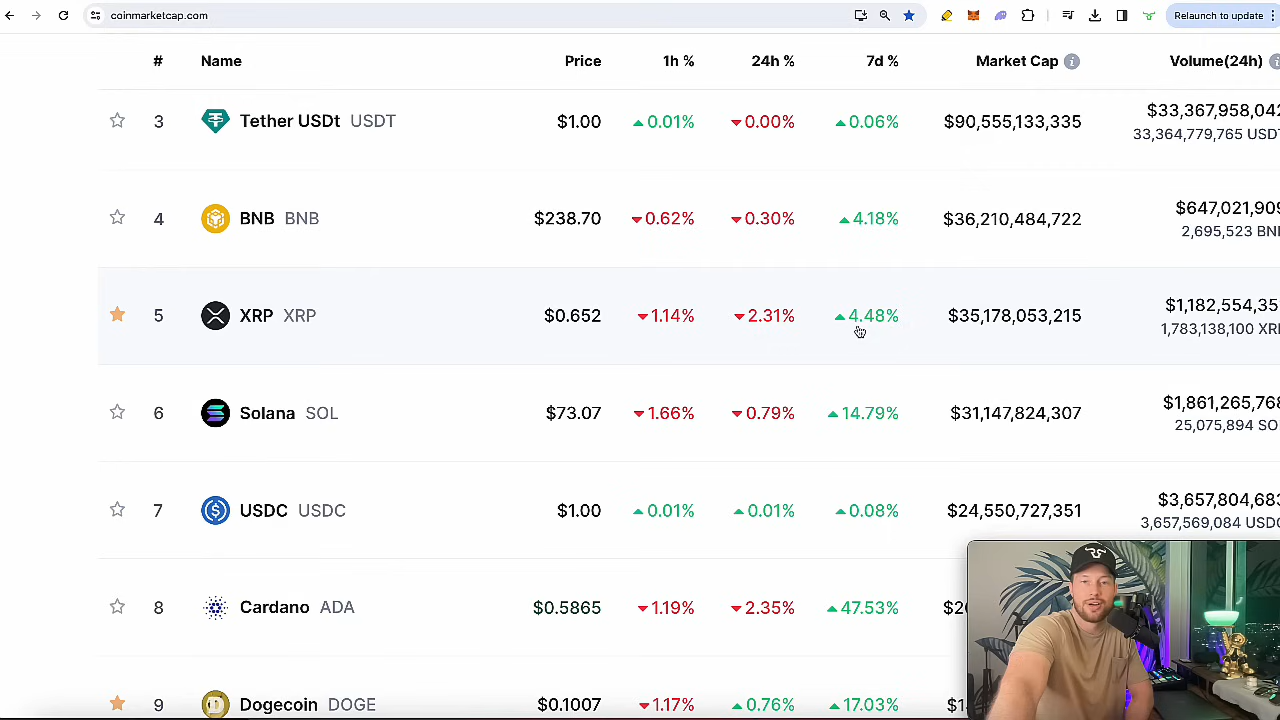 coinmarketcap.com
Relaunch to update
# Name Price 1h % 24h % 7d % Market Cap Volume(24h)
3 Tether USDt USDT $1.00 0.01% 0.00% 0.06% $90,555,133,335 $33,367,958,042
33,364,779,765 USDT
4 BNB BNB $238.70 0.62% 0.30% 4.18% $36,210,484,722 $647,021,909
2,695,523 BNB
5 XRP XRP $0.652 1.14% 2.31% 4.48% $35,178,053,215 $1,182,554,35
1,783,138,100 XRP
6 Solana SOL $73.07 1.66% 0.79% 14.79% $31,147,824,307 $1,861,265,768
25,075,894 SO
7 USDC USDC $1.00 0.01% 0.01% 0.08% $24,550,727,351 $3,657,804,683
3,657,569,084 USDC
8 Cardano ADA $0.5865 1.19% 2.35% 47.53%
9 Dogecoin DOGE $0.1007 1.17% 0.76% 17.03%